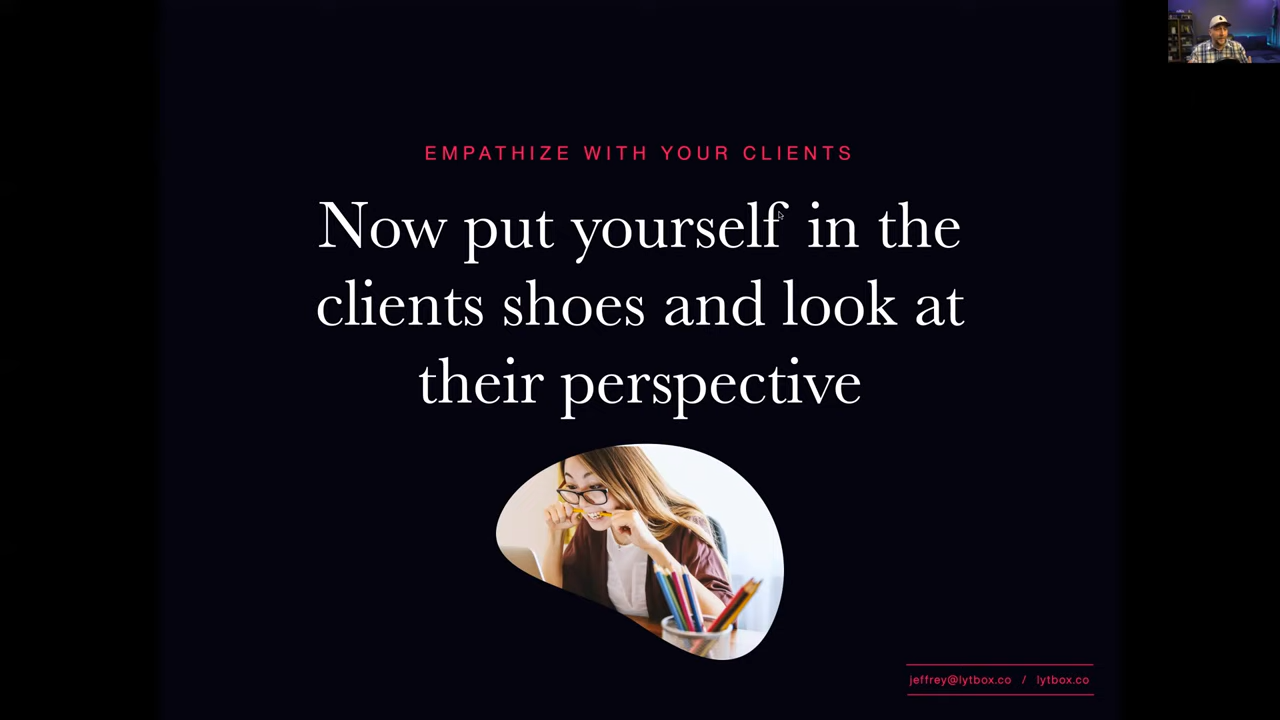 EMPATHIZE WITH YOUR CLIENTS
Now put yourself in the
clients shoes and look at
their perspective
jeffrey@lytbox.co / lytbox.co